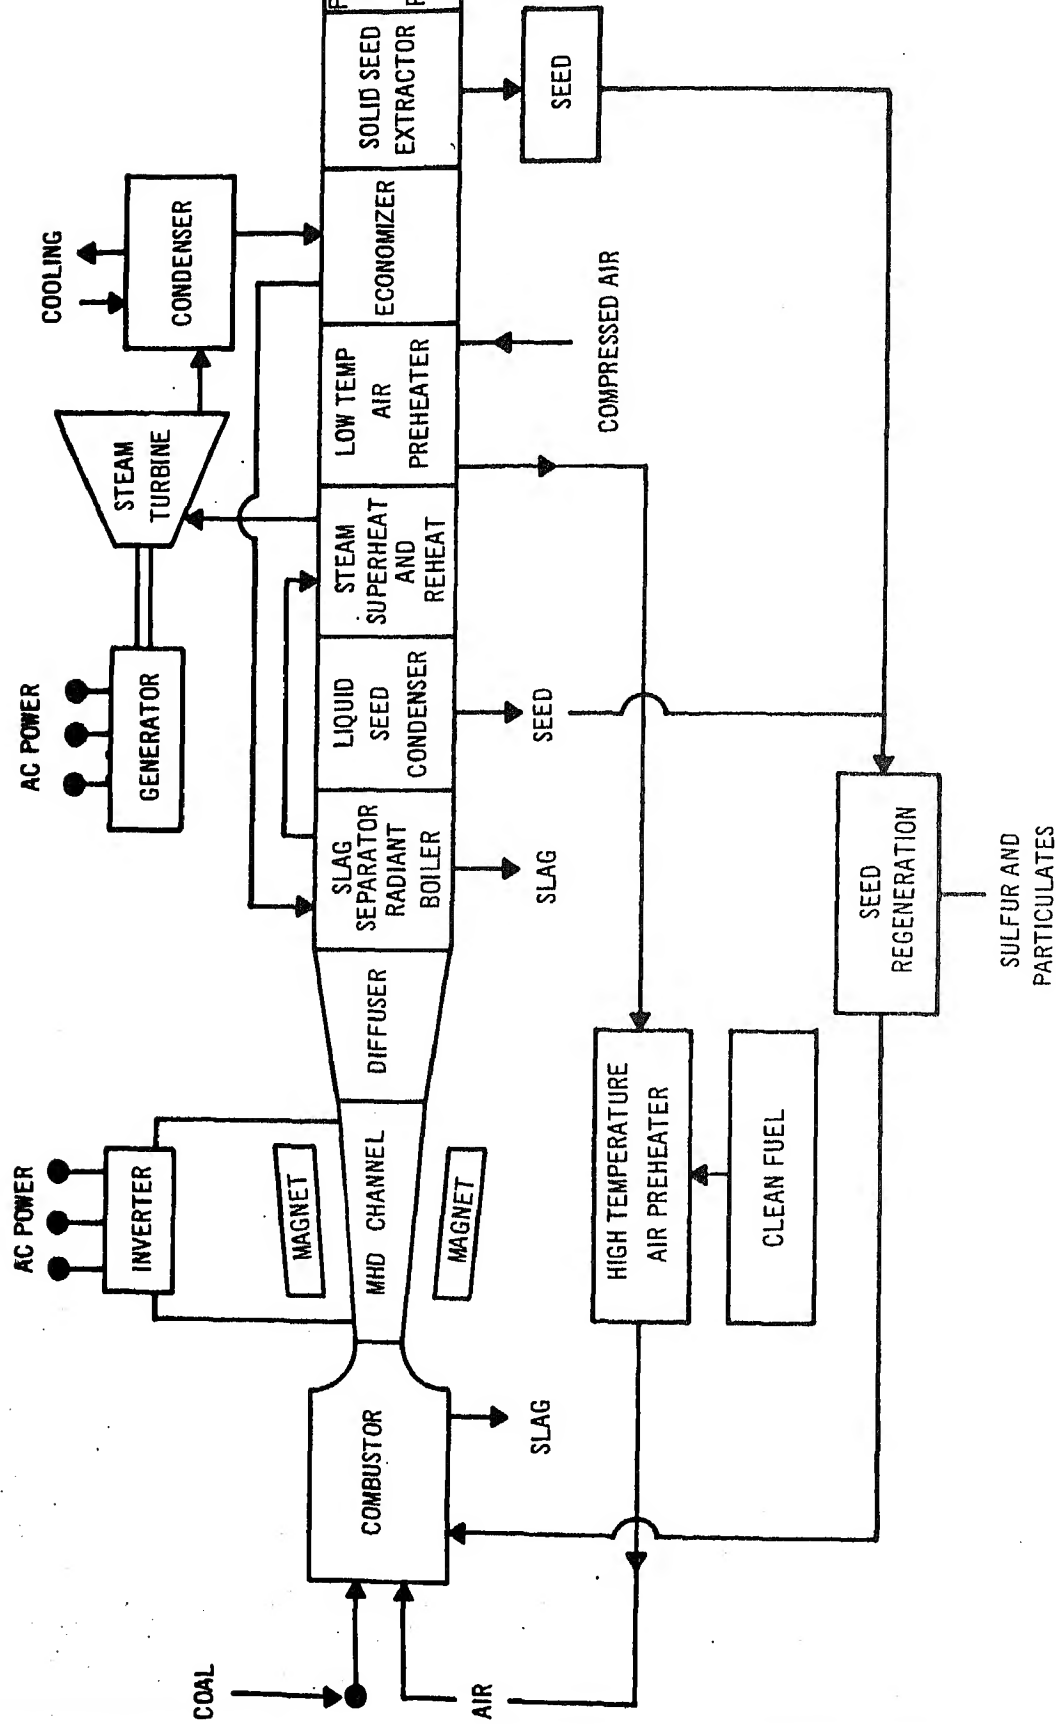 AC POWER
INVERTER
COAL
AIR
COMBUSTOR
SLAG
MAGNET
MHD CHANNEL
MAGNET
DIFFUSER
SLAG
SEPARATOR
RADIANT
BOILER
SLAG
LIQUID
SEED
CONDENSER
SEED
STEAM
SUPERHEAT
AND
REHEAT
LOW TEMP
AIR
PREHEATER
COMPRESSED AIR
ECONOMIZER
SOLID SEED
EXTRACTOR
SEED
AC POWER
GENERATOR
STEAM
TURBINE
CONDENSER
COOLING
HIGH TEMPERATURE
AIR PREHEATER
CLEAN FUEL
SEED
REGENERATION
SULFUR AND
PARTICULATES